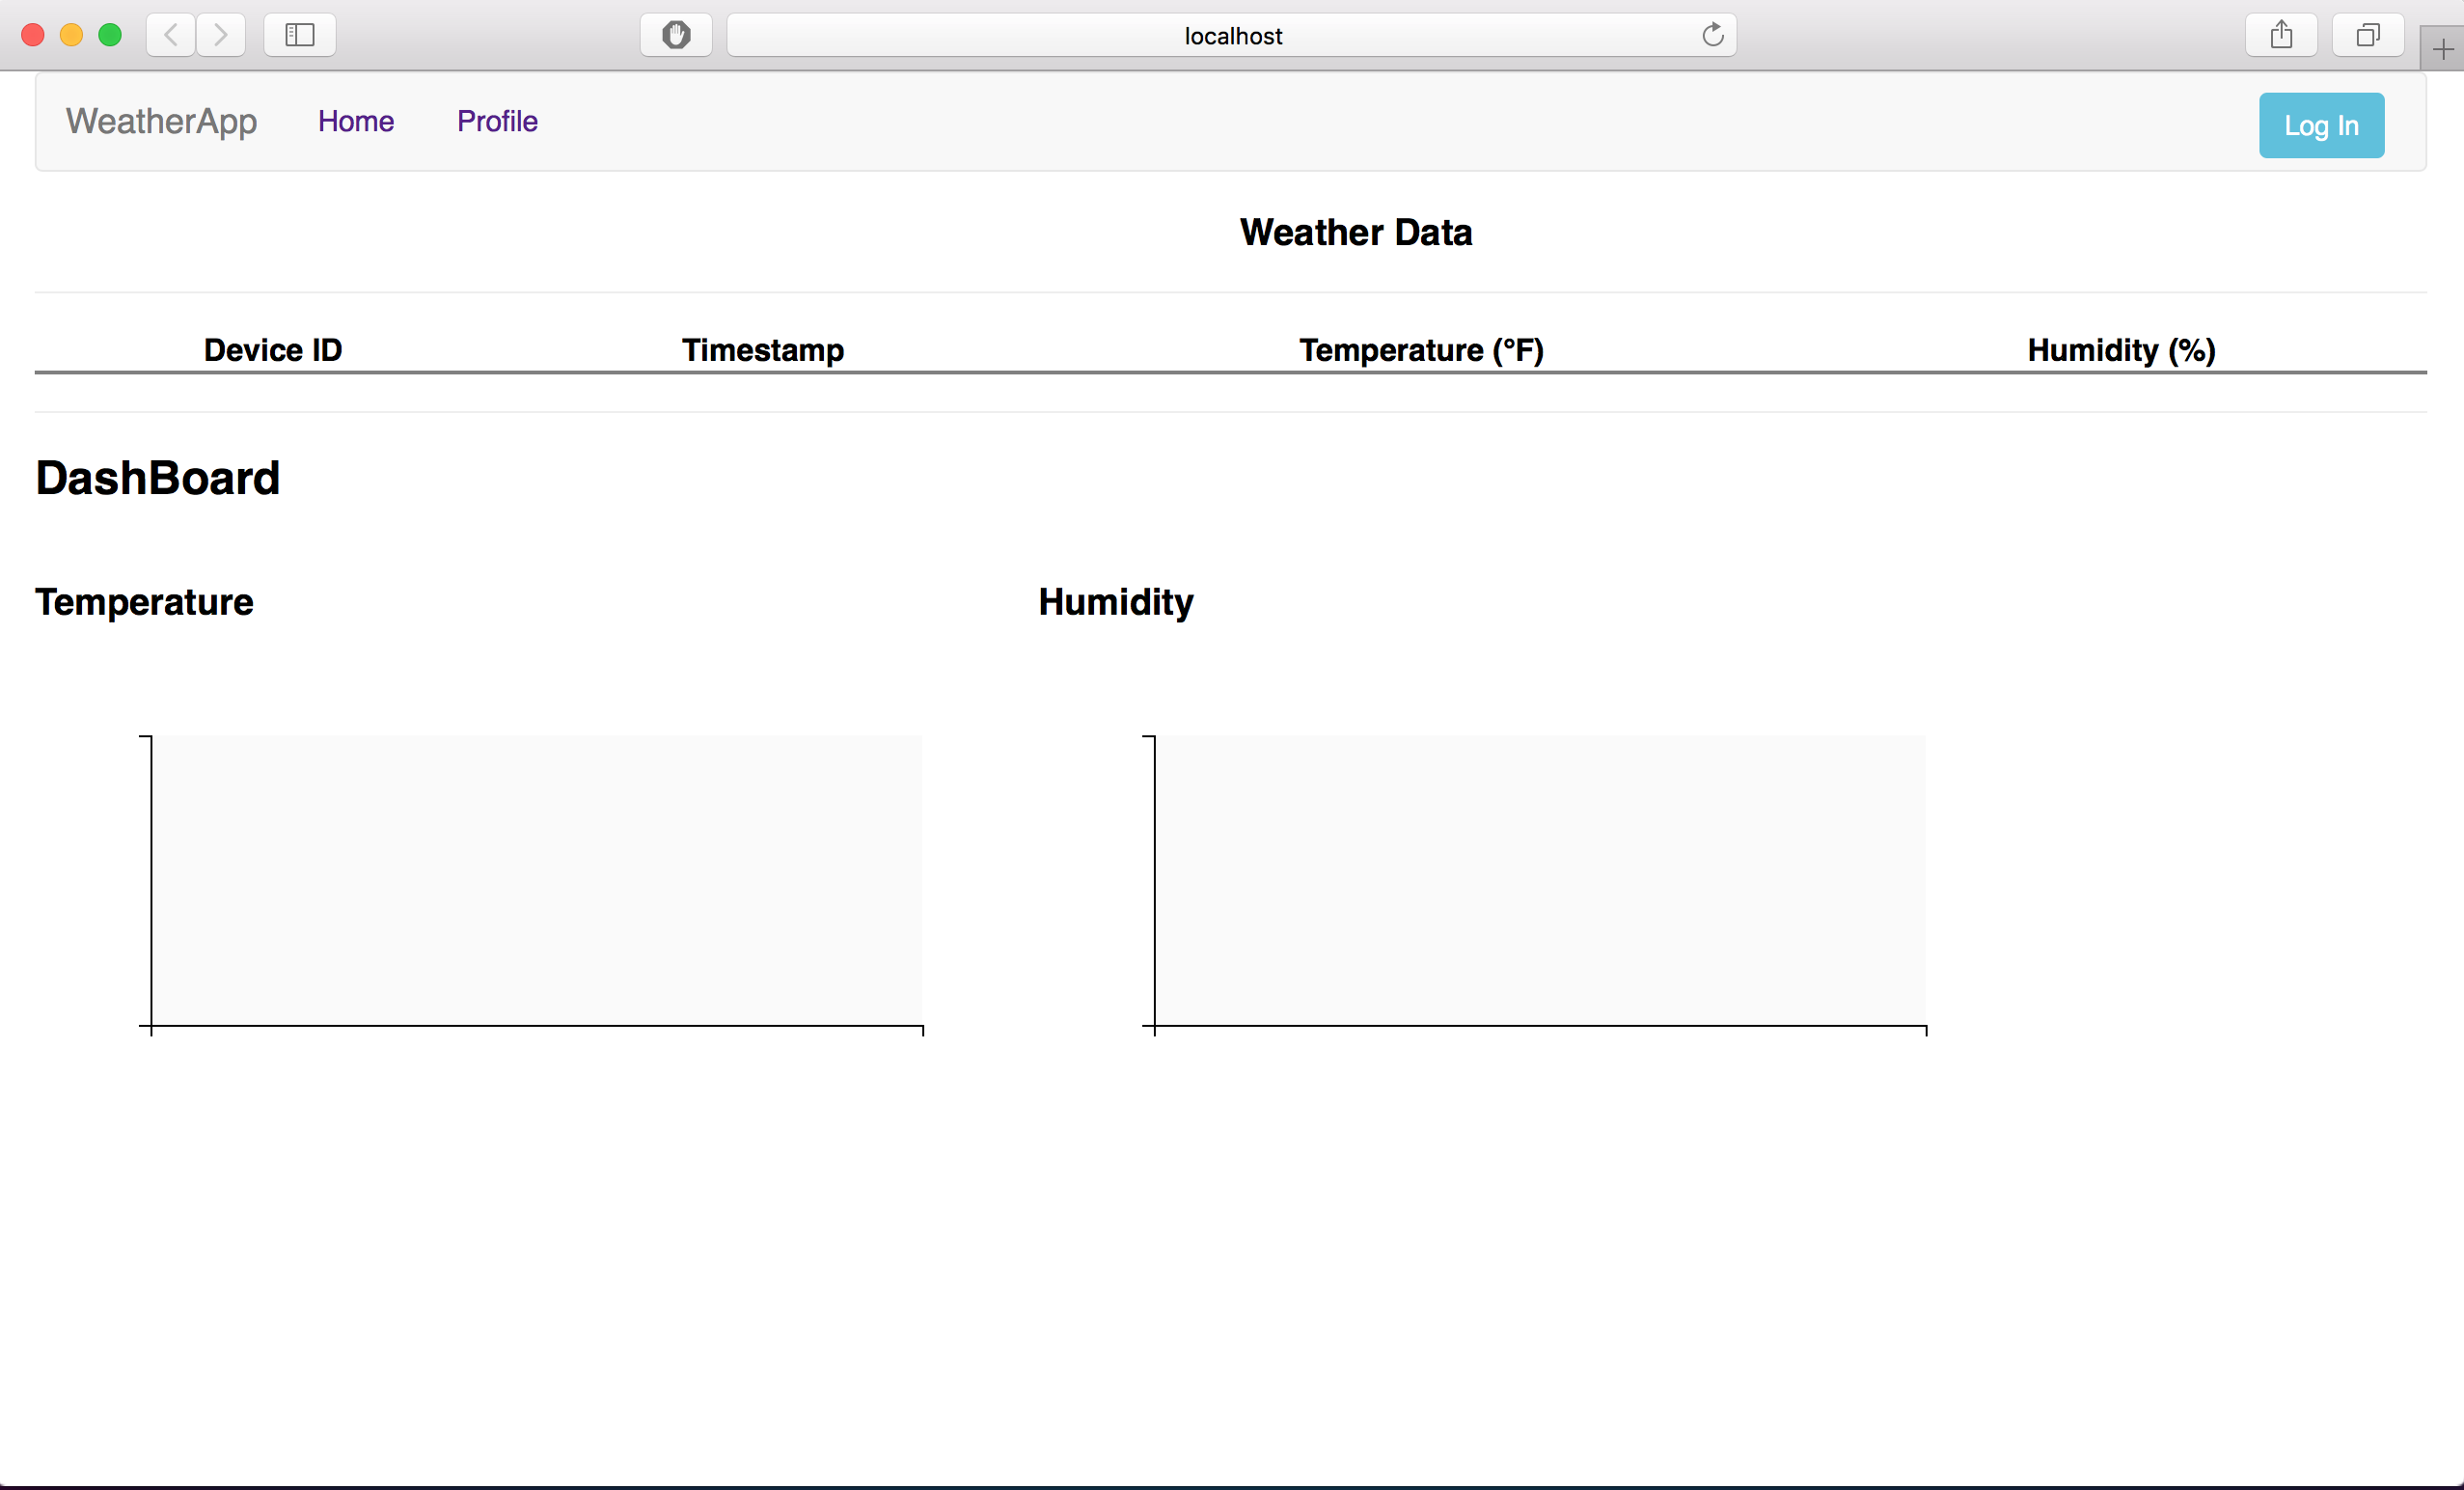 localhost
WeatherApp Home Profile Log In
Weather Data
Device ID Timestamp Temperature (°F) Humidity (%)
DashBoard
Temperature Humidity